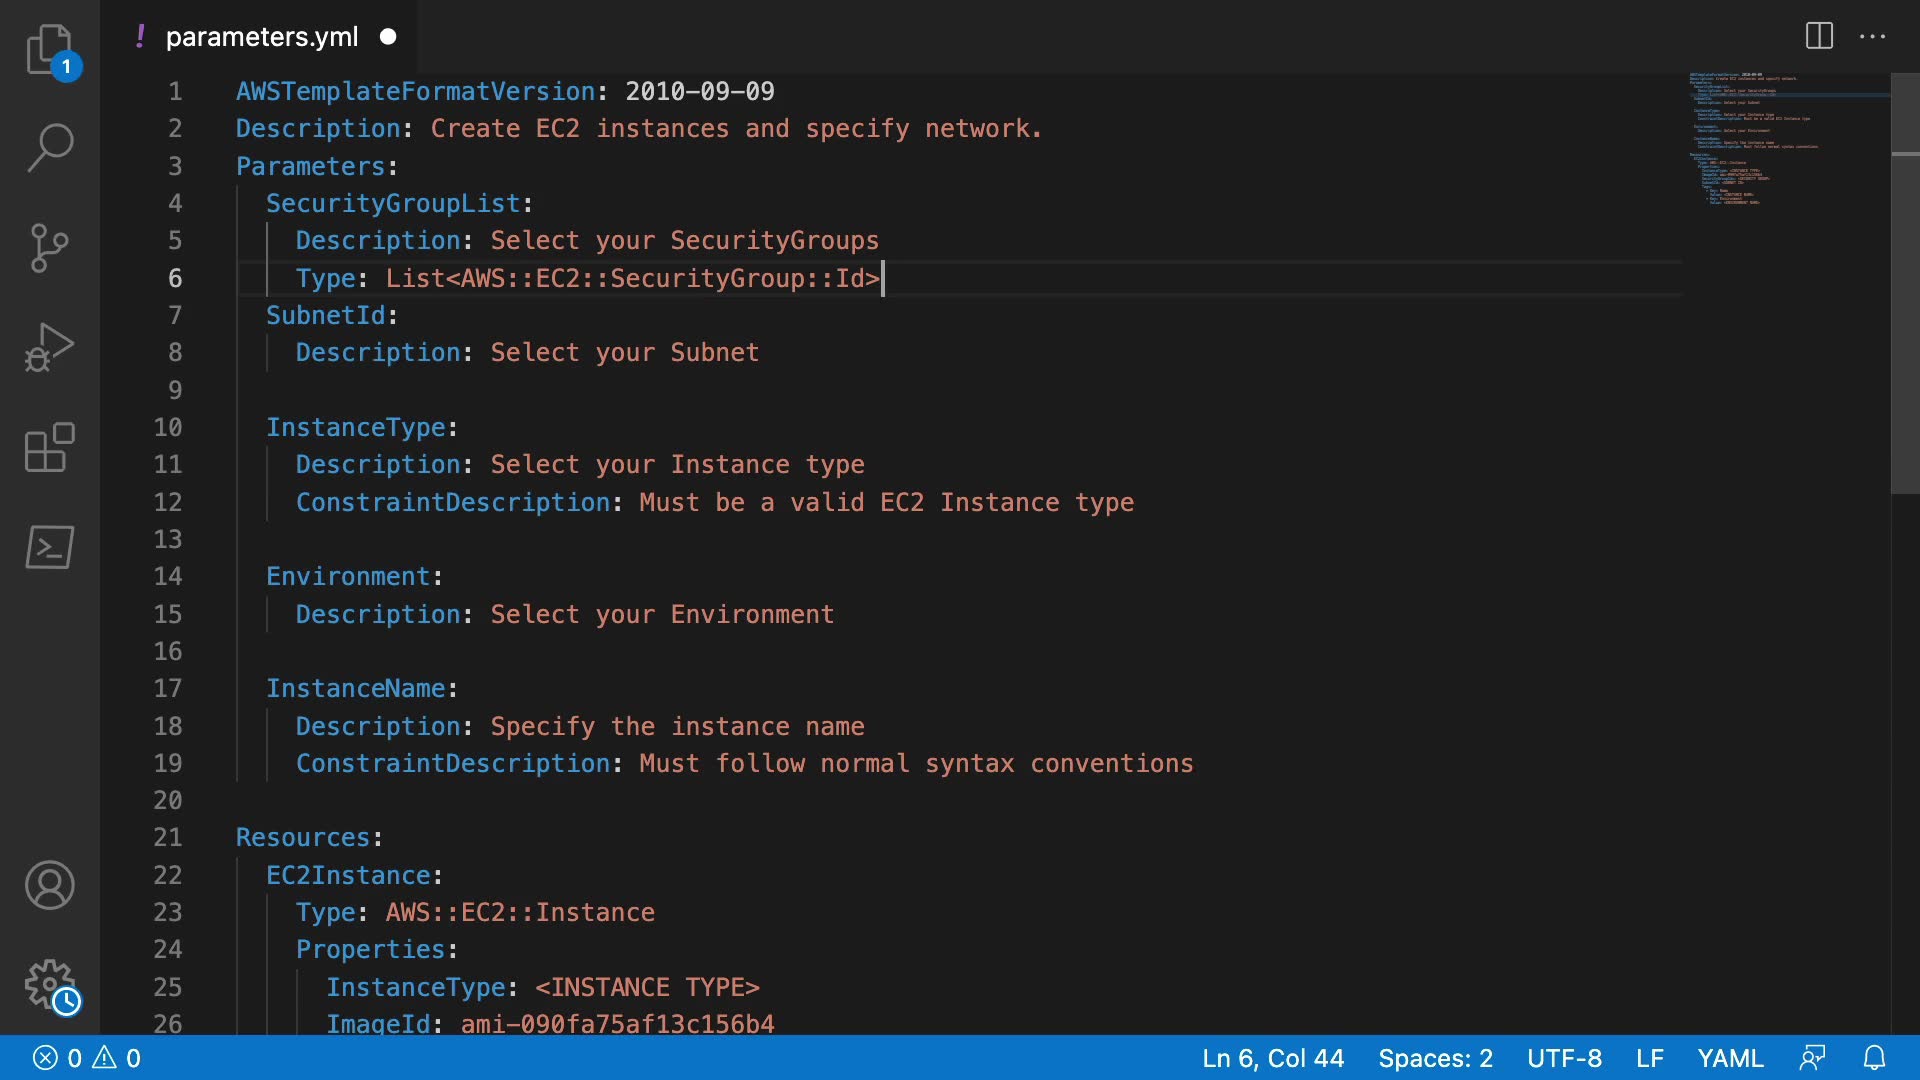 ! parameters.yml
1
1 AWSTemplateFormatVersion: 2010-09-09
2 Description: Create EC2 instances and specify network.
3 Parameters:
4 SecurityGroupList:
5 Description: Select your SecurityGroups
6 Type: List<AWS::EC2::SecurityGroup::Id>
7 SubnetId:
8 Description: Select your Subnet
9
10 InstanceType:
11 Description: Select your Instance type
12 ConstraintDescription: Must be a valid EC2 Instance type
13
14 Environment:
15 Description: Select your Environment
16
17 InstanceName:
18 Description: Specify the instance name
19 ConstraintDescription: Must follow normal syntax conventions
20
21 Resources:
22 EC2Instance:
23 Type: AWS::EC2::Instance
24 Properties:
25 InstanceType: <INSTANCE TYPE>
26 ImageId: ami-090fa75af13c156b4
0 0 Ln 6, Col 44 Spaces: 2 UTF-8 LF YAML